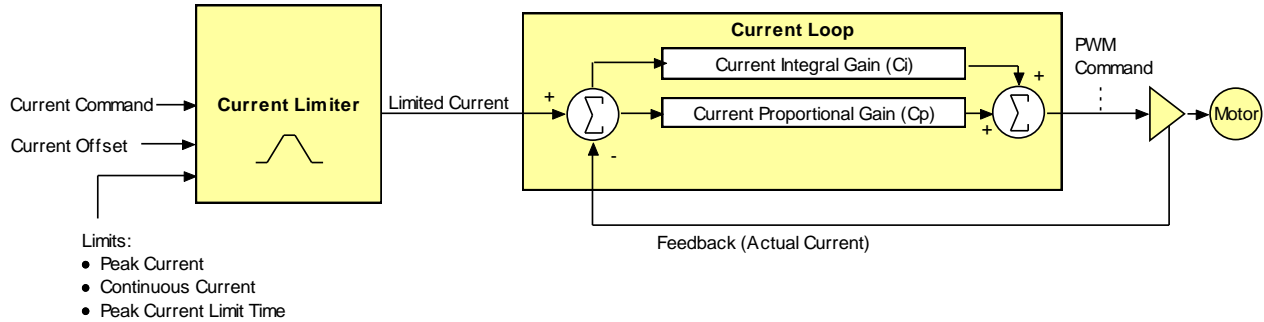 Current Loop
PWM
Command
Current Integral Gain (Ci)
+
+
Current Command
Current Limiter
Limited Current
+
Σ
Current Proportional Gain (Cp)
+
Σ
Motor
Current Offset
-
Limits:
Feedback (Actual Current)
● Peak Current
● Continuous Current
● Peak Current Limit Time